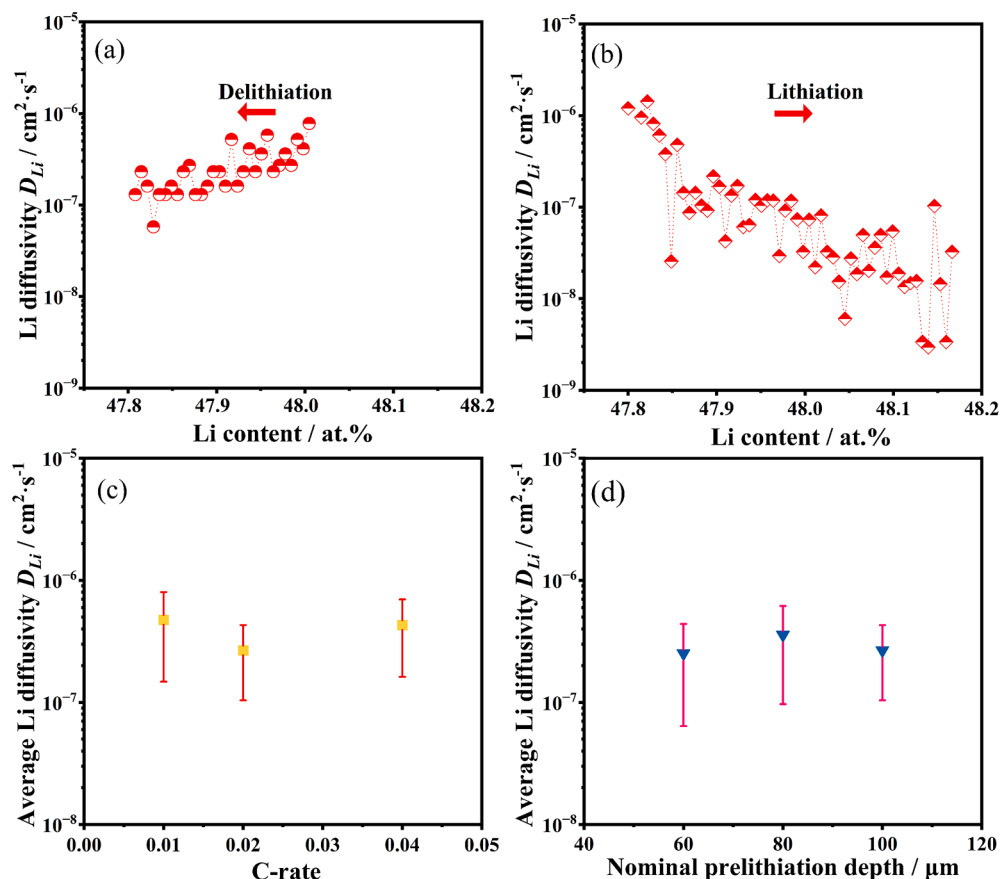 (a)
Delithiation
10⁻⁵
10⁻⁶
10⁻⁷
10⁻⁸
10⁻⁹
Li diffusivity D_Li / cm²·s⁻¹
47.8 47.9 48.0 48.1 48.2
Li content / at.%
(b)
Lithiation
10⁻⁵
10⁻⁶
10⁻⁷
10⁻⁸
10⁻⁹
Li diffusivity D_Li / cm²·s⁻¹
47.8 47.9 48.0 48.1 48.2
Li content / at.%
(c)
10⁻⁵
10⁻⁶
10⁻⁷
10⁻⁸
Average Li diffusivity D_Li / cm²·s⁻¹
0.00 0.01 0.02 0.03 0.04 0.05
C-rate
(d)
10⁻⁵
10⁻⁶
10⁻⁷
10⁻⁸
Average Li diffusivity D_Li / cm²·s⁻¹
40 60 80 100 120
Nominal prelithiation depth / μm